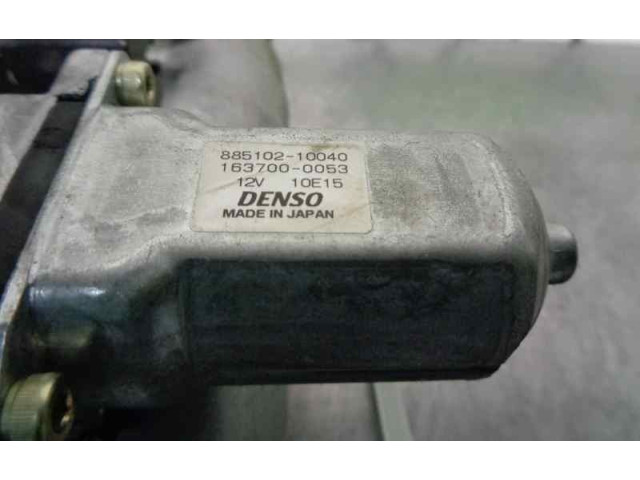 885102-10040
163700-0053
12V 10E15
DENSO
MADE IN JAPAN